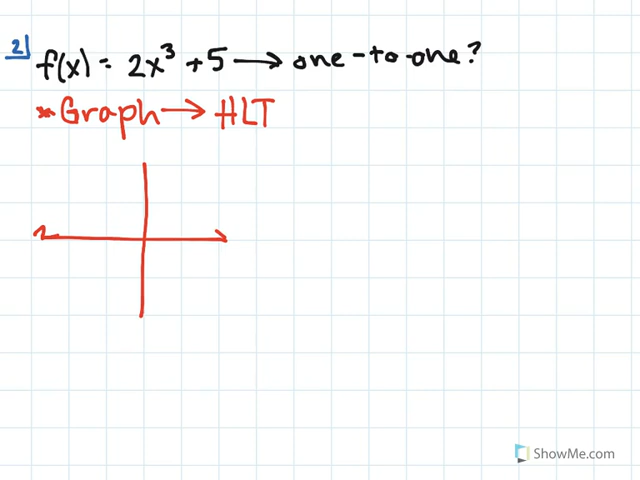 2) f(x) = 2x³ + 5 → one-to-one?
*Graph → HLT
ShowMe.com